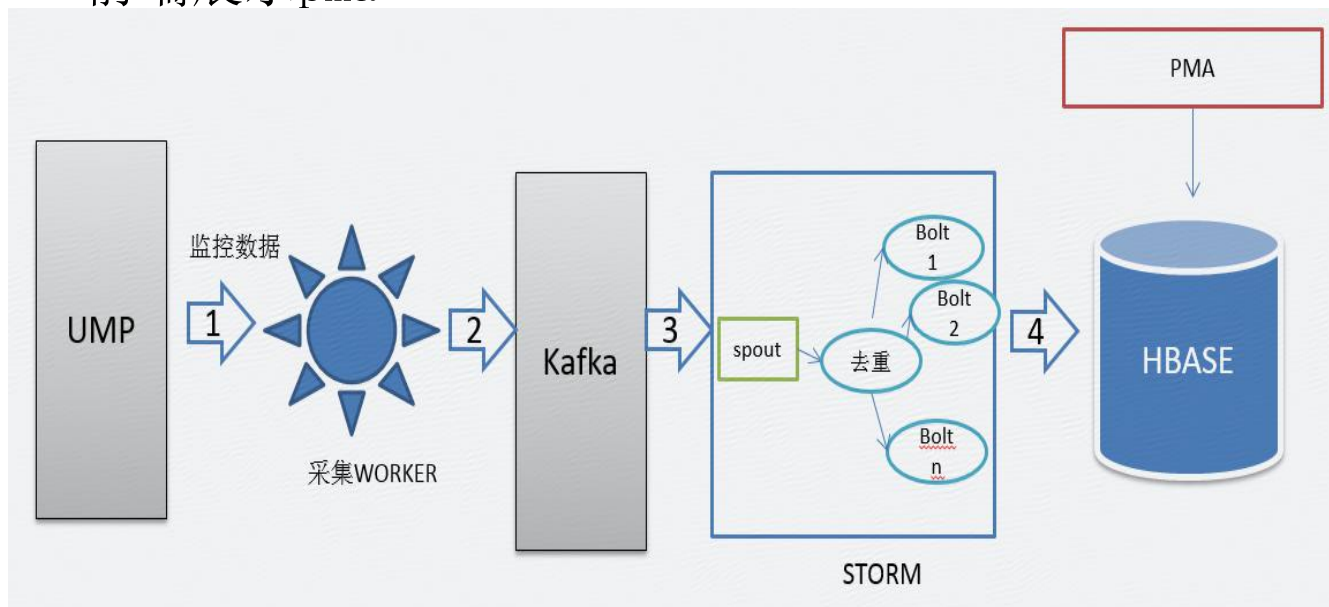 PMA
监控数据
UMP
1
采集WORKER
2
Kafka
3
spout
去重
Bolt
1
Bolt
2
Bolt
n
STORM
4
HBASE